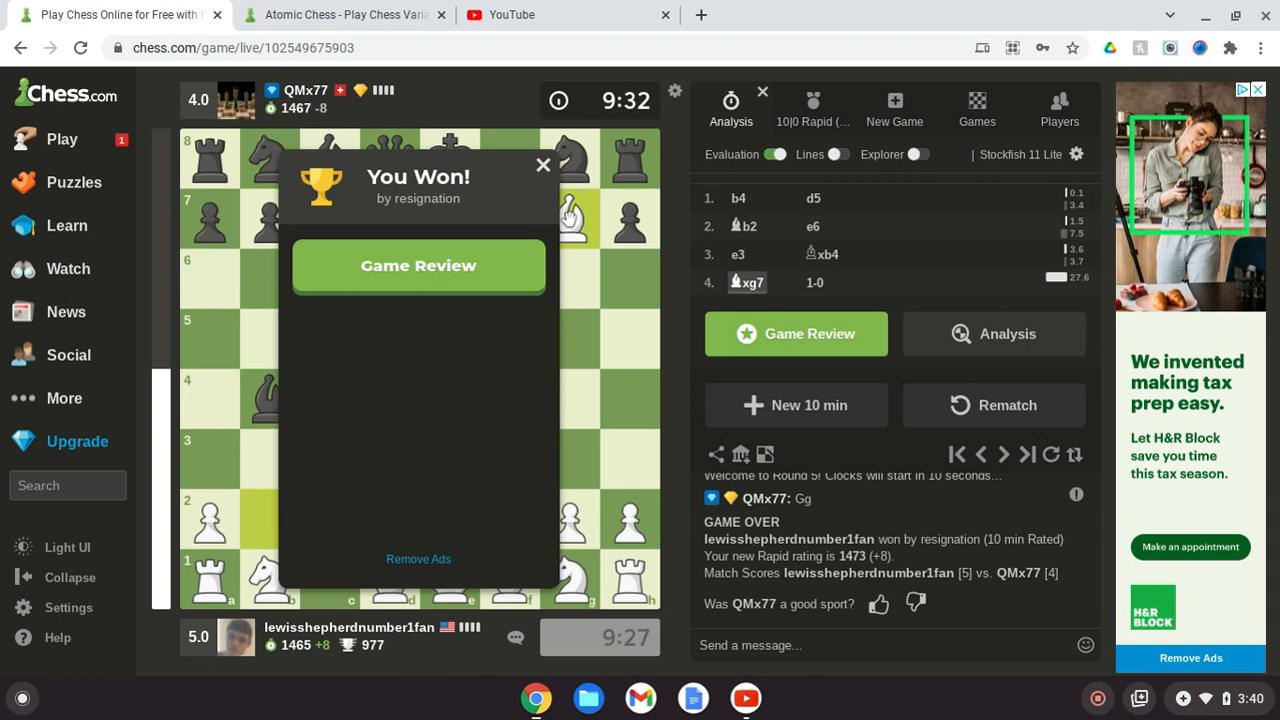 Play Chess Online for Free with F
Atomic Chess - Play Chess Varia
YouTube
chess.com/game/live/102549675903
Chess.com
Play
1
Puzzles
Learn
Watch
News
Social
More
Upgrade
Search
Light UI
Collapse
Settings
Help
4.0
QMx77
1467 -8
9:32
8
7
6
5
4
3
2
1
a
b
c
d
e
f
g
h
You Won!
by resignation
Game Review
Remove Ads
5.0
lewisshepherdnumber1fan
1465 +8 977
9:27
Analysis
10|0 Rapid (...
New Game
Games
Players
Evaluation
Lines
Explorer
| Stockfish 11 Lite
1. b4 d5 0.1 3.4
2. b2 e6 1.5 7.5
3. e3 xb4 3.6 3.7
4. xg7 1-0 27.6
Game Review
Analysis
New 10 min
Rematch
Welcome to Round 5! Clocks will start in 10 seconds...
QMx77: Gg
GAME OVER
lewisshepherdnumber1fan won by resignation (10 min Rated)
Your new Rapid rating is 1473 (+8).
Match Scores lewisshepherdnumber1fan [5] vs. QMx77 [4]
Was QMx77 a good sport?
Send a message...
We invented
making tax
prep easy.
Let H&R Block
save you time
this tax season.
Make an appointment
H&R
BLOCK
Remove Ads
3:40